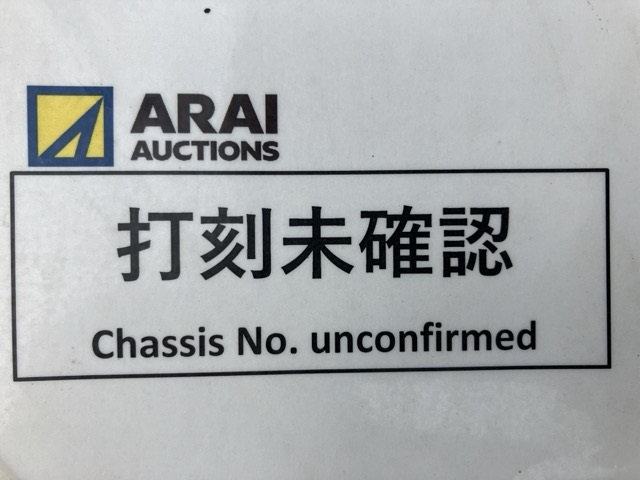 ARAI
AUCTIONS
打刻未確認
Chassis No. unconfirmed